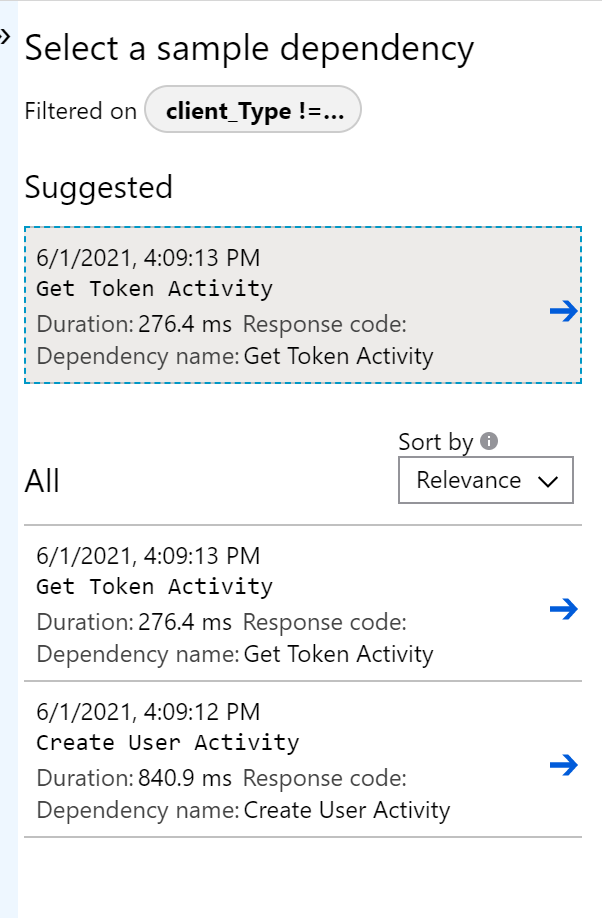 »
Select a sample dependency
Filtered on client_Type !=...
Suggested
6/1/2021, 4:09:13 PM
Get Token Activity
Duration: 276.4 ms Response code:
Dependency name: Get Token Activity
Sort by
All
Relevance
6/1/2021, 4:09:13 PM
Get Token Activity
Duration: 276.4 ms Response code:
Dependency name: Get Token Activity
6/1/2021, 4:09:12 PM
Create User Activity
Duration: 840.9 ms Response code:
Dependency name: Create User Activity